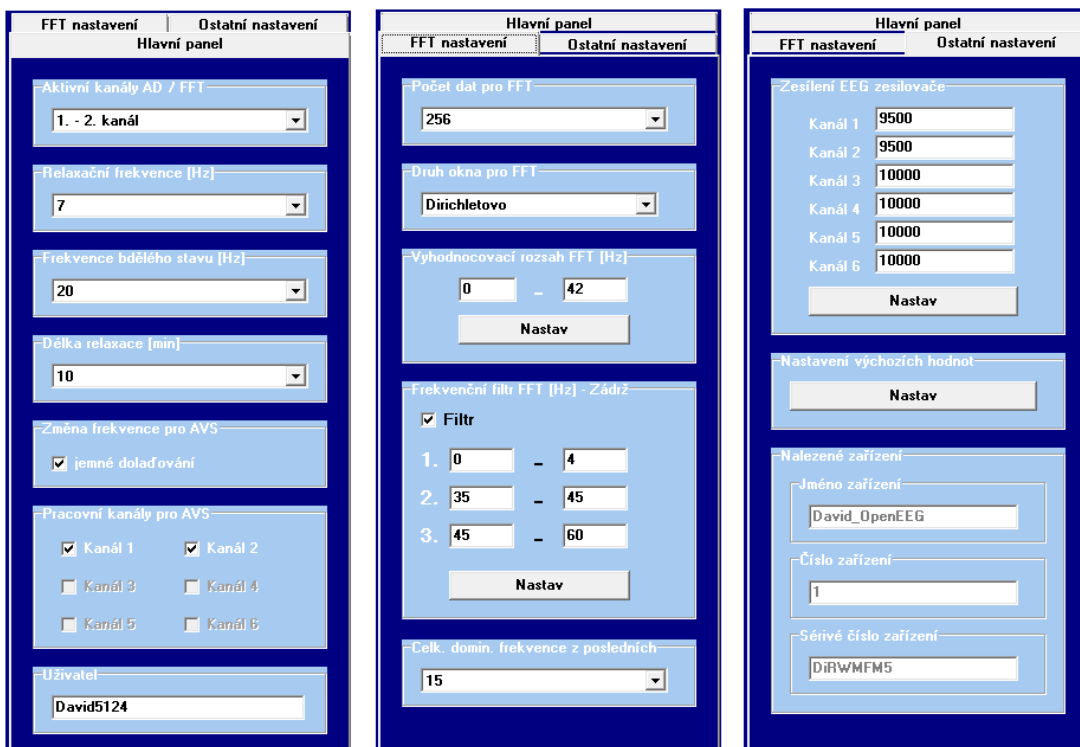 FFT nastavení Ostatní nastavení
Hlavní panel
Aktivní kanály AD / FFT
1. - 2. kanál
Relaxační frekvence [Hz]
7
Frekvence bdělého stavu [Hz]
20
Délka relaxace [min]
10
Změna frekvence pro AVS
jemné dolaďování
Pracovní kanály pro AVS
Kanál 1 Kanál 2
Kanál 3 Kanál 4
Kanál 5 Kanál 6
Uživatel
David5124
Hlavní panel
FFT nastavení Ostatní nastavení
Počet dat pro FFT
256
Druh okna pro FFT
Dirichletovo
Vyhodnocovací rozsah FFT [Hz]
0 - 42
Nastav
Frekvenční filtr FFT [Hz] - Zádrž
Filtr
1. 0 - 4
2. 35 - 45
3. 45 - 60
Nastav
Celk. domin. frekvence z posledních
15
Hlavní panel
FFT nastavení Ostatní nastavení
Zesílení EEG zesilovače
Kanál 1 9500
Kanál 2 9500
Kanál 3 10000
Kanál 4 10000
Kanál 5 10000
Kanál 6 10000
Nastav
Nastavení výchozích hodnot
Nastav
Nalezené zařízení
Jméno zařízení
David_OpenEEG
Číslo zařízení
1
Sérivé číslo zařízení
DiRWMFM5